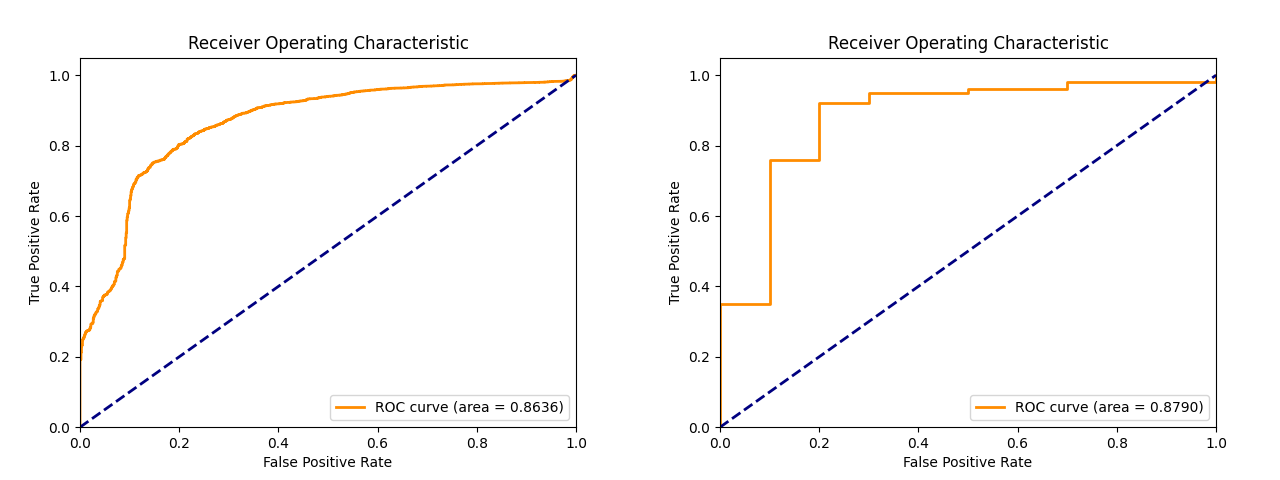 Receiver Operating Characteristic
1.0
0.8
0.6
0.4
0.2
0.0
True Positive Rate
ROC curve (area = 0.8636)
0.0 0.2 0.4 0.6 0.8 1.0
False Positive Rate
Receiver Operating Characteristic
1.0
0.8
0.6
0.4
0.2
0.0
True Positive Rate
ROC curve (area = 0.8790)
0.0 0.2 0.4 0.6 0.8 1.0
False Positive Rate